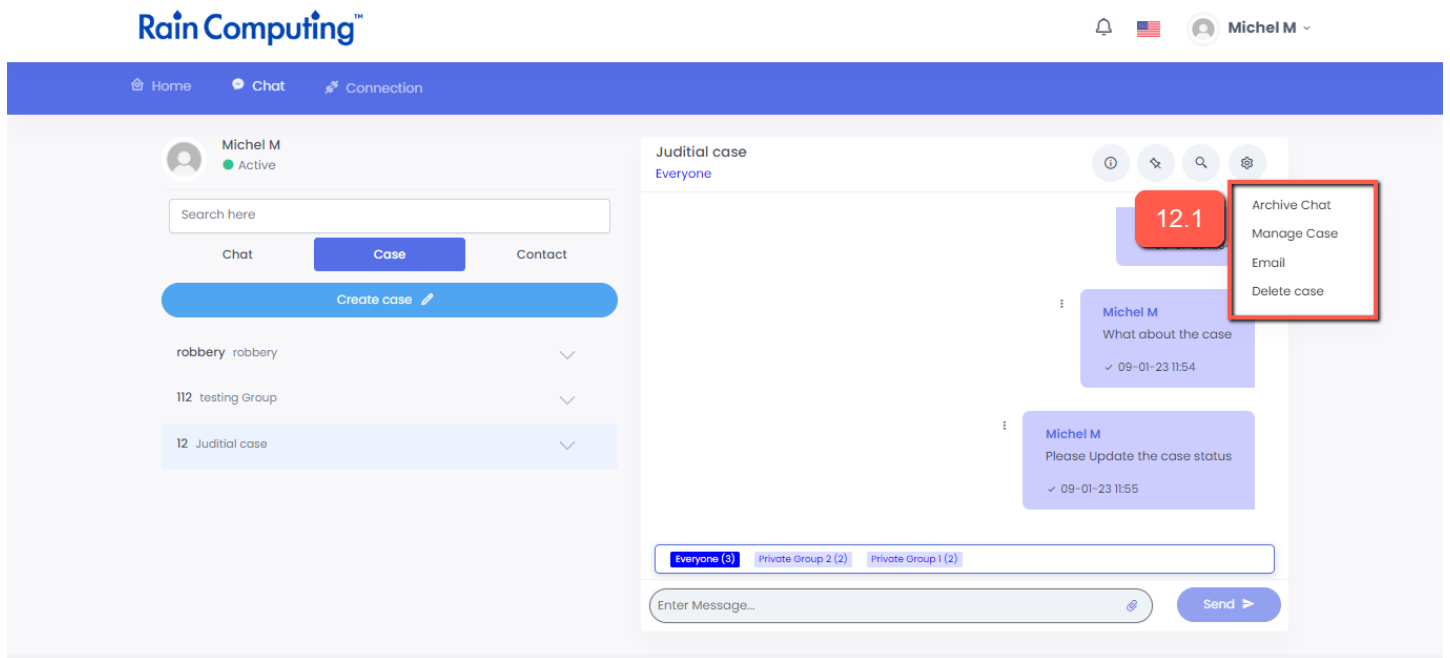 Rain Computing™
Michel M
Home
Chat
Connection
Michel M
Active
Search here
Chat
Case
Contact
Create case
robbery robbery
112 testing Group
12 Juditial case
Juditial case
Everyone
12.1
Archive Chat
Manage Case
Email
Delete case
Michel M
What about the case
09-01-23 11:54
Michel M
Please Update the case status
09-01-23 11:55
Everyone (3) Private Group 2 (2) Private Group 1 (2)
Enter Message...
Send